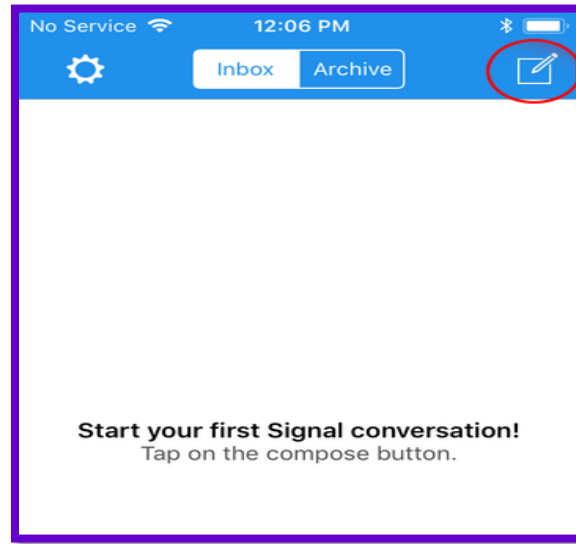 No Service 12:06 PM
Inbox Archive
Start your first Signal conversation!
Tap on the compose button.